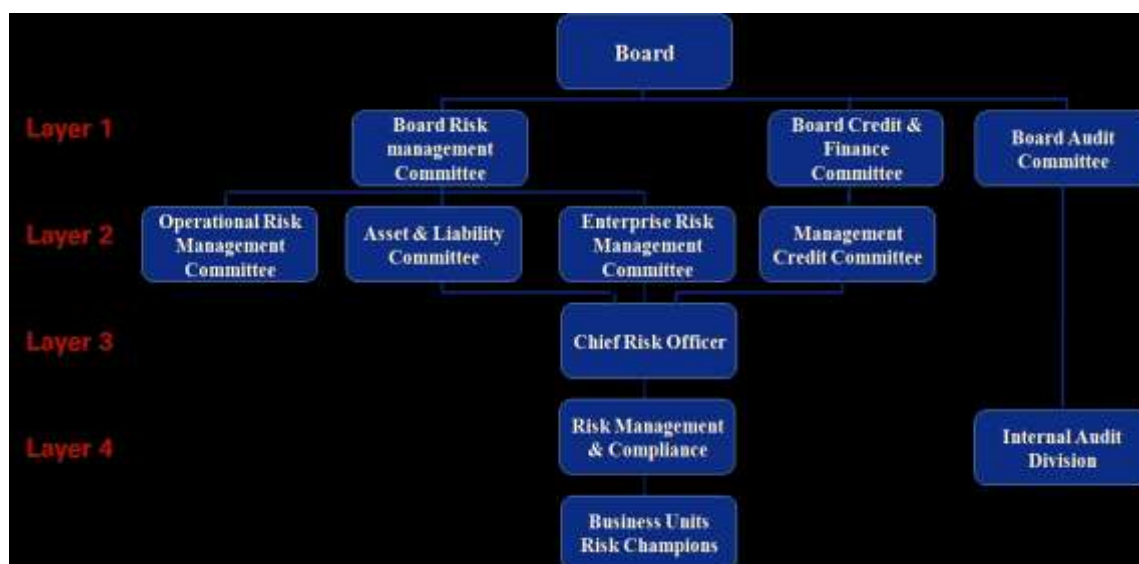 Board
Layer 1
Board Risk
management
Committee
Board Credit &
Finance
Committee
Board Audit
Committee
Layer 2
Operational Risk
Management
Committee
Asset & Liability
Committee
Enterprise Risk
Management
Committee
Management
Credit Committee
Layer 3
Chief Risk Officer
Layer 4
Risk Management
& Compliance
Internal Audit
Division
Business Units
Risk Champions